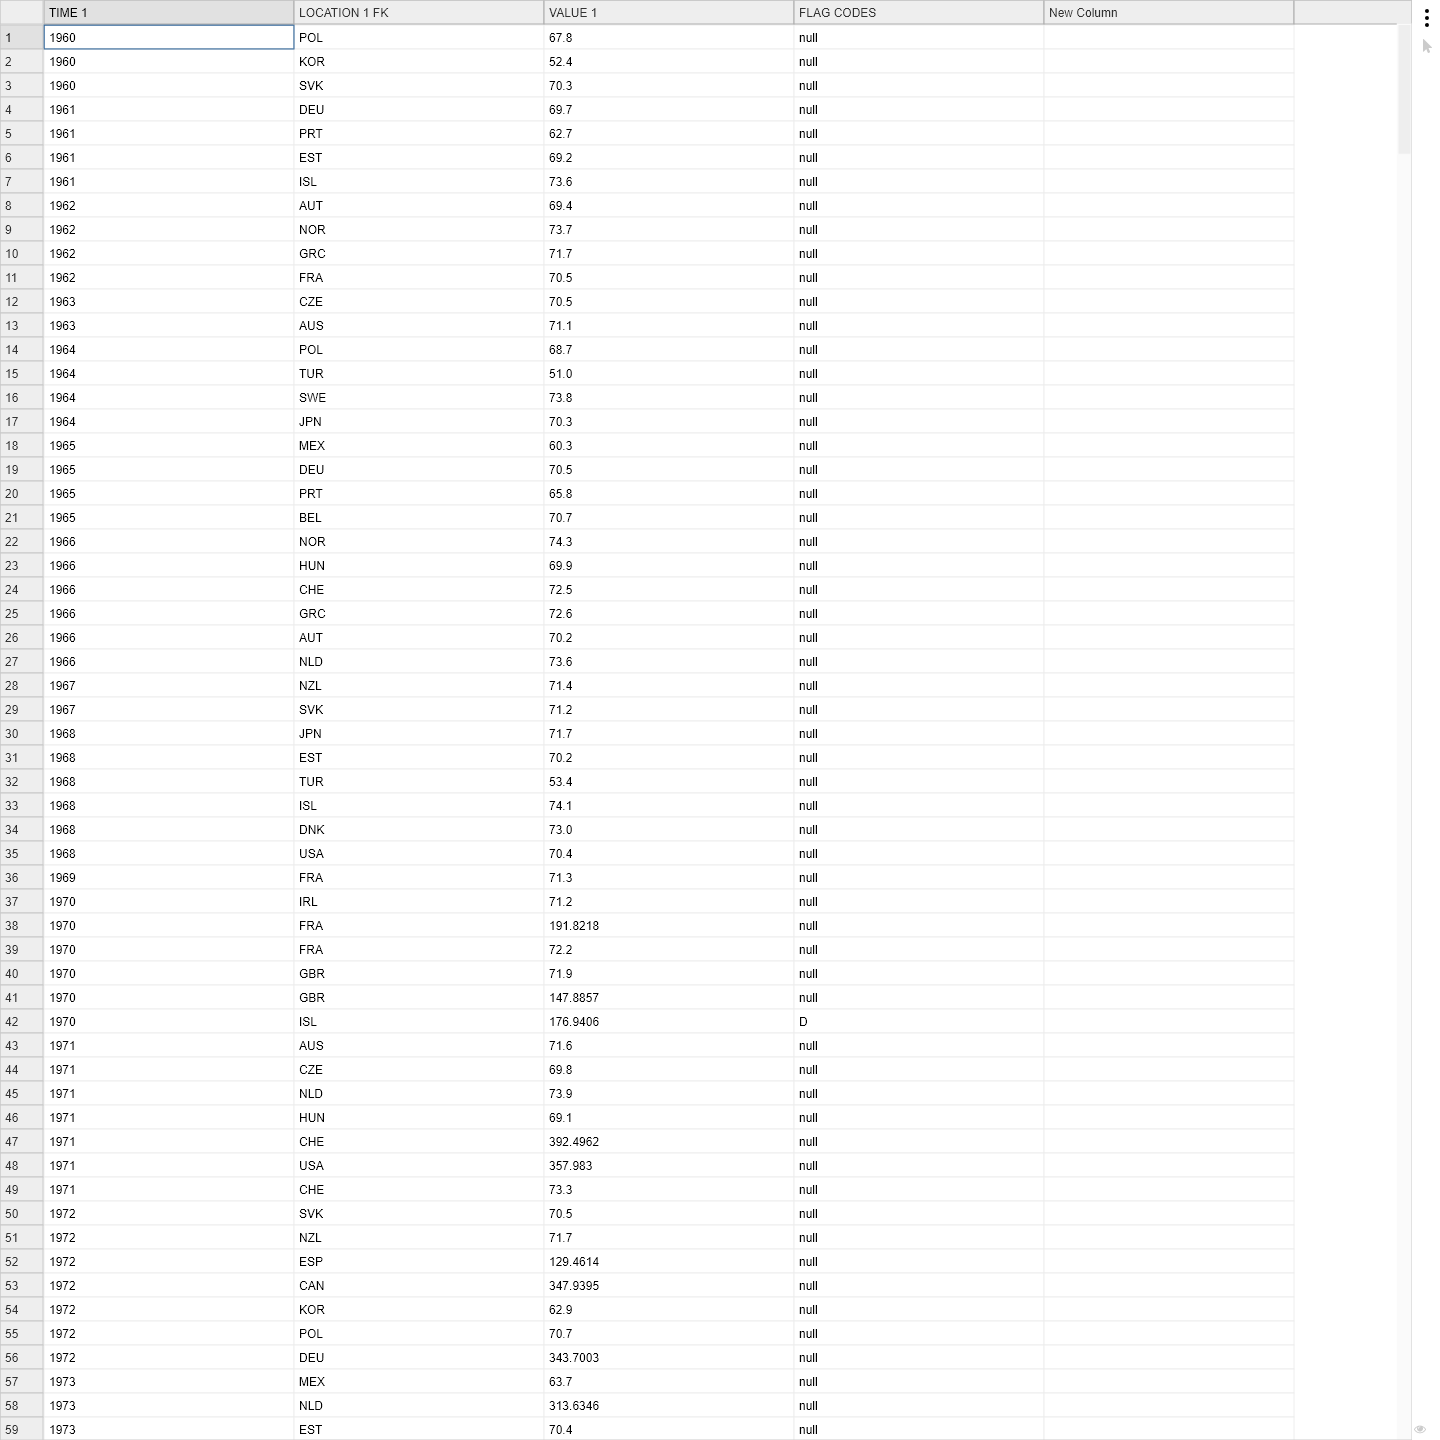 TIME 1 LOCATION 1 FK VALUE 1 FLAG CODES New Column
1 1960 POL 67.8 null
2 1960 KOR 52.4 null
3 1960 SVK 70.3 null
4 1961 DEU 69.7 null
5 1961 PRT 62.7 null
6 1961 EST 69.2 null
7 1961 ISL 73.6 null
8 1962 AUT 69.4 null
9 1962 NOR 73.7 null
10 1962 GRC 71.7 null
11 1962 FRA 70.5 null
12 1963 CZE 70.5 null
13 1963 AUS 71.1 null
14 1964 POL 68.7 null
15 1964 TUR 51.0 null
16 1964 SWE 73.8 null
17 1964 JPN 70.3 null
18 1965 MEX 60.3 null
19 1965 DEU 70.5 null
20 1965 PRT 65.8 null
21 1965 BEL 70.7 null
22 1966 NOR 74.3 null
23 1966 HUN 69.9 null
24 1966 CHE 72.5 null
25 1966 GRC 72.6 null
26 1966 AUT 70.2 null
27 1966 NLD 73.6 null
28 1967 NZL 71.4 null
29 1967 SVK 71.2 null
30 1968 JPN 71.7 null
31 1968 EST 70.2 null
32 1968 TUR 53.4 null
33 1968 ISL 74.1 null
34 1968 DNK 73.0 null
35 1968 USA 70.4 null
36 1969 FRA 71.3 null
37 1970 IRL 71.2 null
38 1970 FRA 191.8218 null
39 1970 FRA 72.2 null
40 1970 GBR 71.9 null
41 1970 GBR 147.8857 null
42 1970 ISL 176.9406 D
43 1971 AUS 71.6 null
44 1971 CZE 69.8 null
45 1971 NLD 73.9 null
46 1971 HUN 69.1 null
47 1971 CHE 392.4962 null
48 1971 USA 357.983 null
49 1971 CHE 73.3 null
50 1972 SVK 70.5 null
51 1972 NZL 71.7 null
52 1972 ESP 129.4614 null
53 1972 CAN 347.9395 null
54 1972 KOR 62.9 null
55 1972 POL 70.7 null
56 1972 DEU 343.7003 null
57 1973 MEX 63.7 null
58 1973 NLD 313.6346 null
59 1973 EST 70.4 null